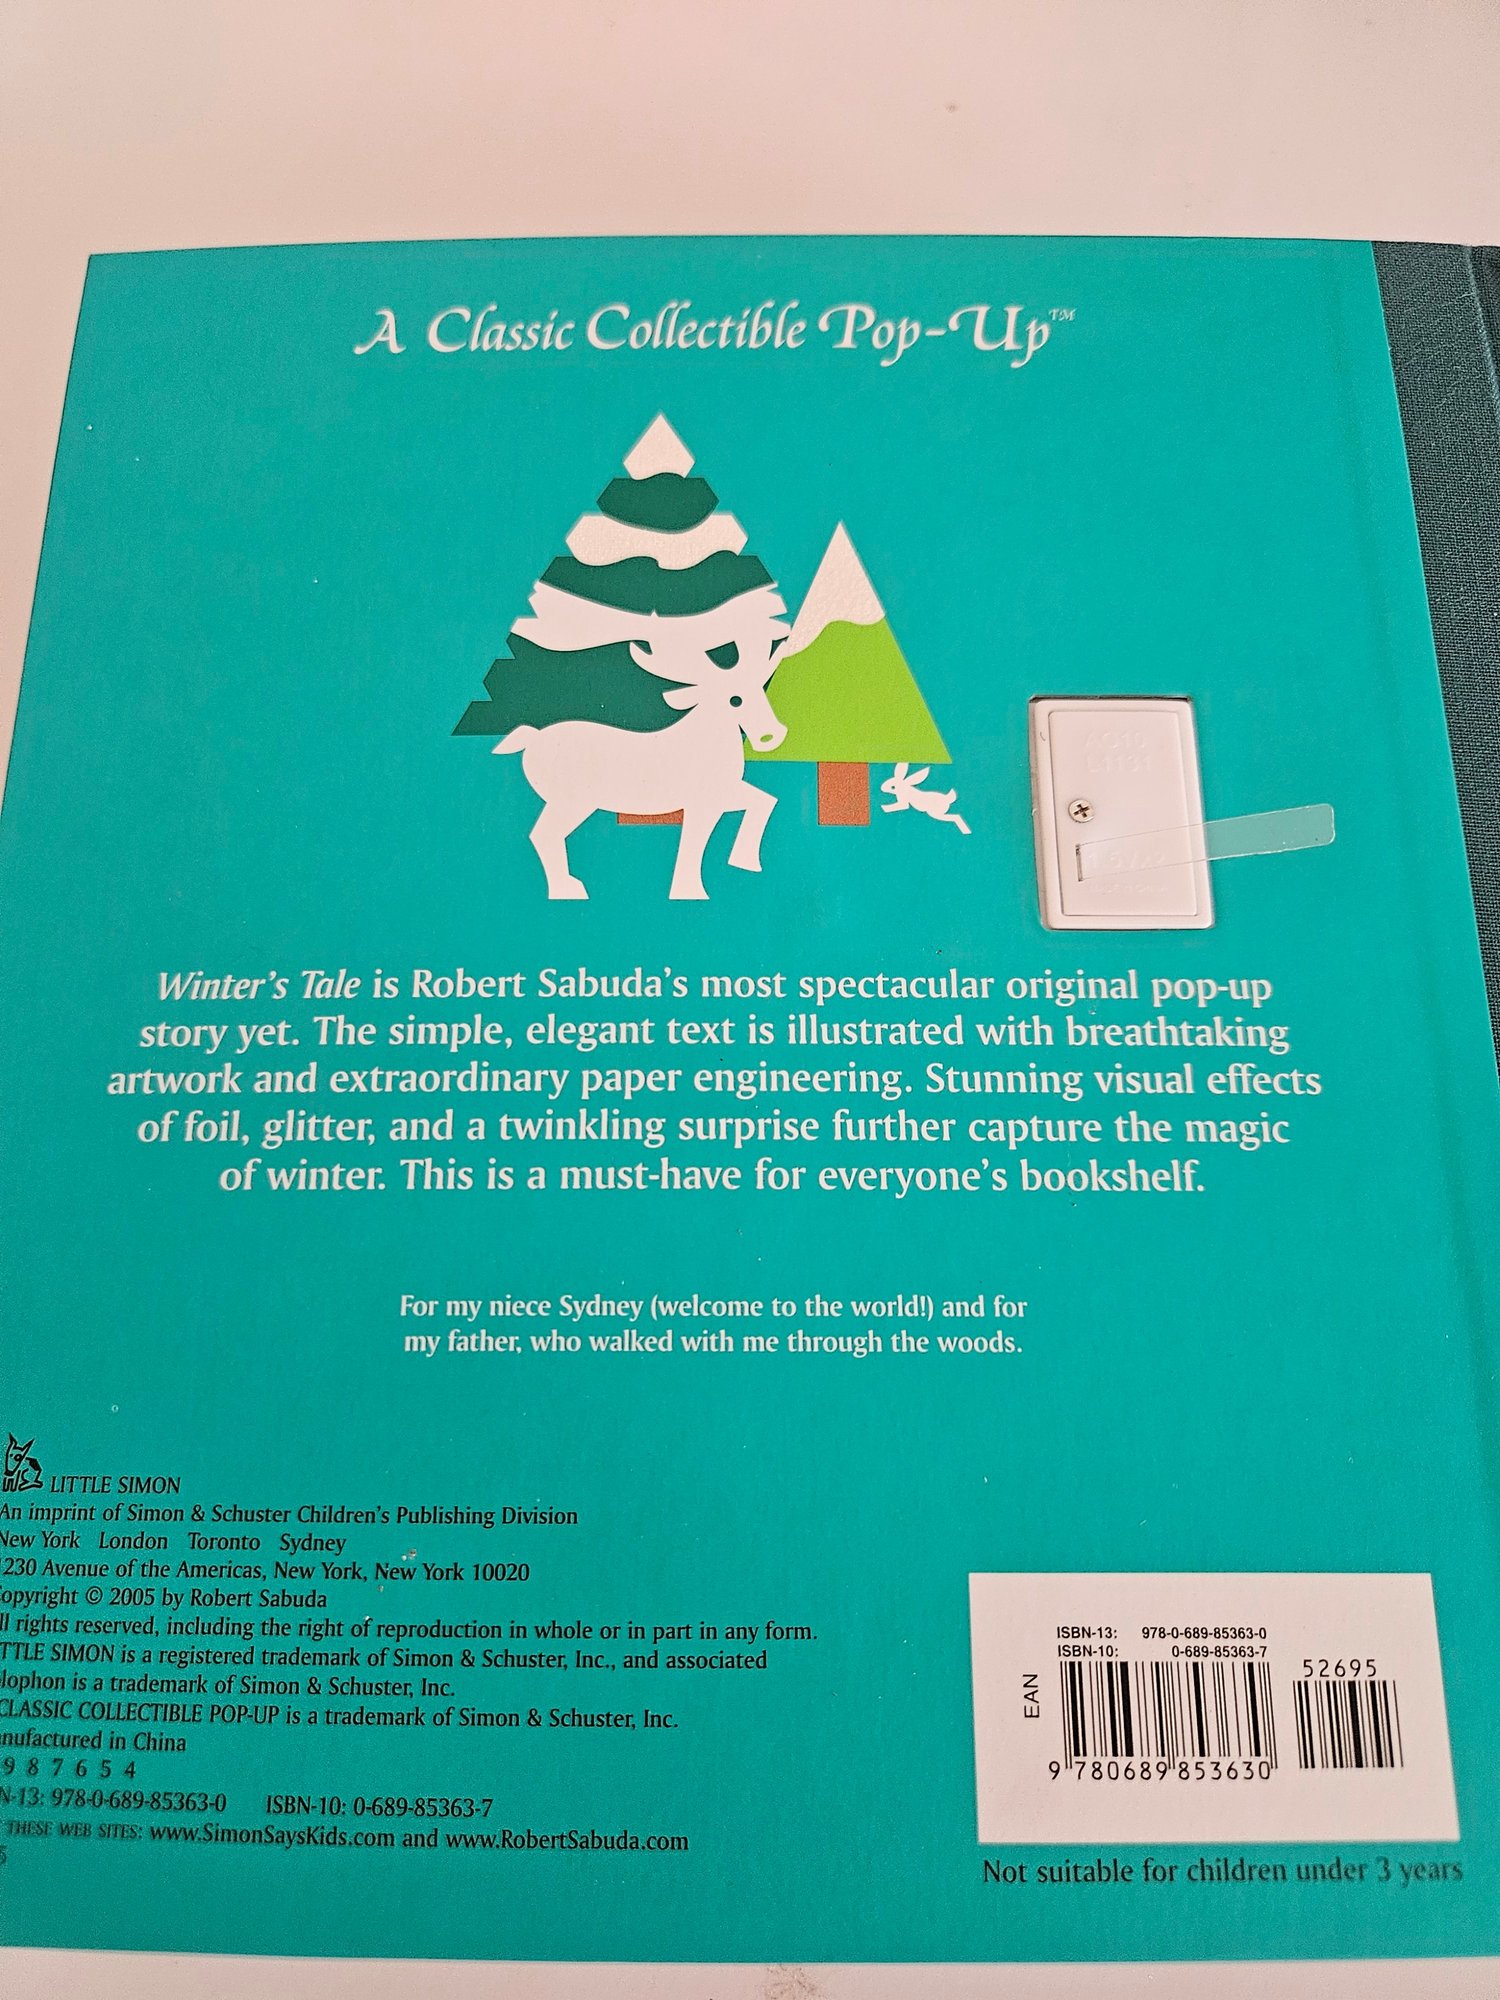 A Classic Collectible Pop-Up™
Winter's Tale is Robert Sabuda's most spectacular original pop-up
story yet. The simple, elegant text is illustrated with breathtaking
artwork and extraordinary paper engineering. Stunning visual effects
of foil, glitter, and a twinkling surprise further capture the magic
of winter. This is a must-have for everyone's bookshelf.
For my niece Sydney (welcome to the world!) and for
my father, who walked with me through the woods.
LITTLE SIMON
An imprint of Simon & Schuster Children's Publishing Division
New York London Toronto Sydney
230 Avenue of the Americas, New York, New York 10020
opyright © 2005 by Robert Sabuda
ll rights reserved, including the right of reproduction in whole or in part in any form.
TTLE SIMON is a registered trademark of Simon & Schuster, Inc., and associated
lophon is a trademark of Simon & Schuster, Inc.
CLASSIC COLLECTIBLE POP-UP is a trademark of Simon & Schuster, Inc.
nufactured in China
9 8 7 6 5 4
N-13: 978-0-689-85363-0 ISBN-10: 0-689-85363-7
THESE WEB SITES: www.SimonSaysKids.com and www.RobertSabuda.com
ISBN-13: 978-0-689-85363-0
ISBN-10: 0-689-85363-7
52695
EAN
9 780689 853630
Not suitable for children under 3 years